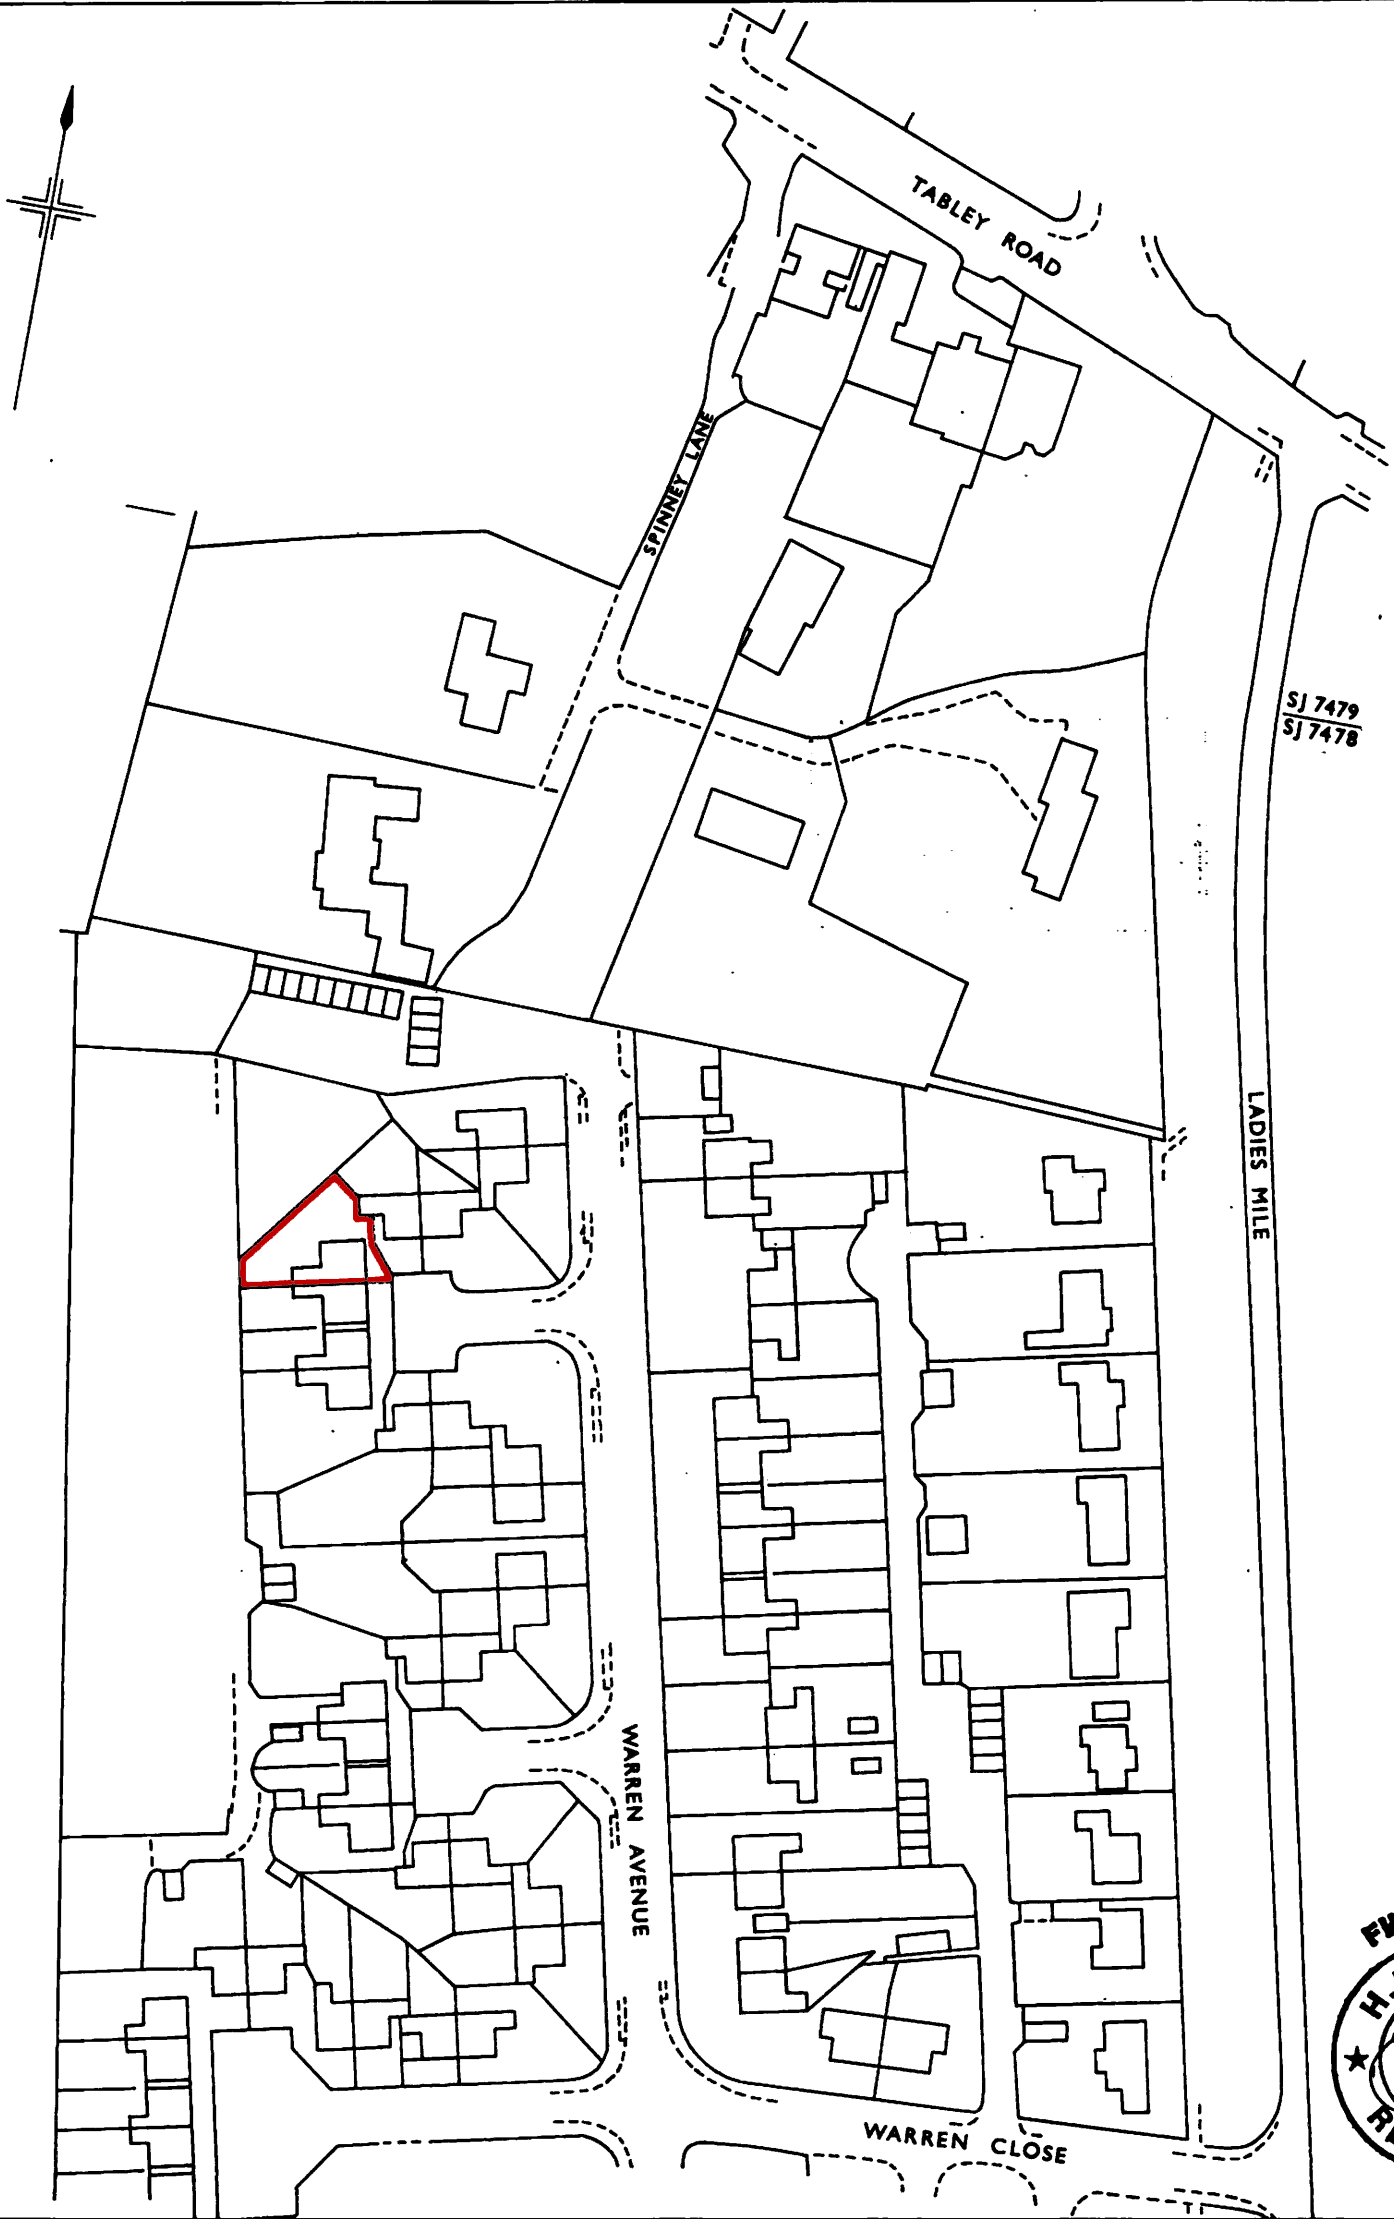 TABLEY ROAD
SPINNEY LANE
SJ 7479
SJ 7478
LADIES MILE
WARREN AVENUE
WARREN CLOSE